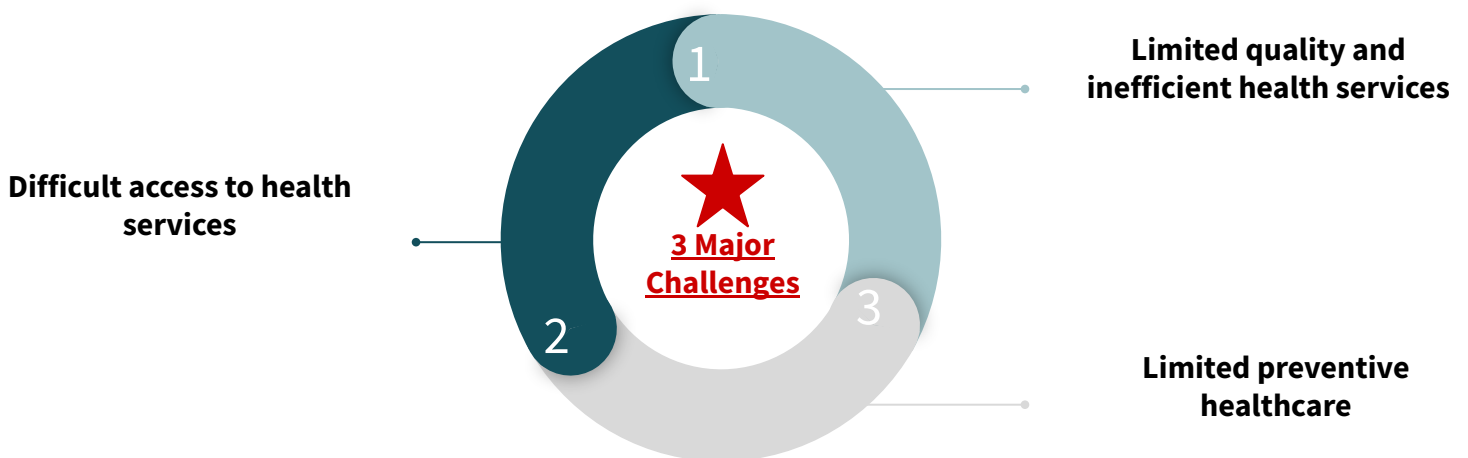 1
Limited quality and
inefficient health services
Difficult access to health
services
2
3 Major
Challenges
3
Limited preventive
healthcare